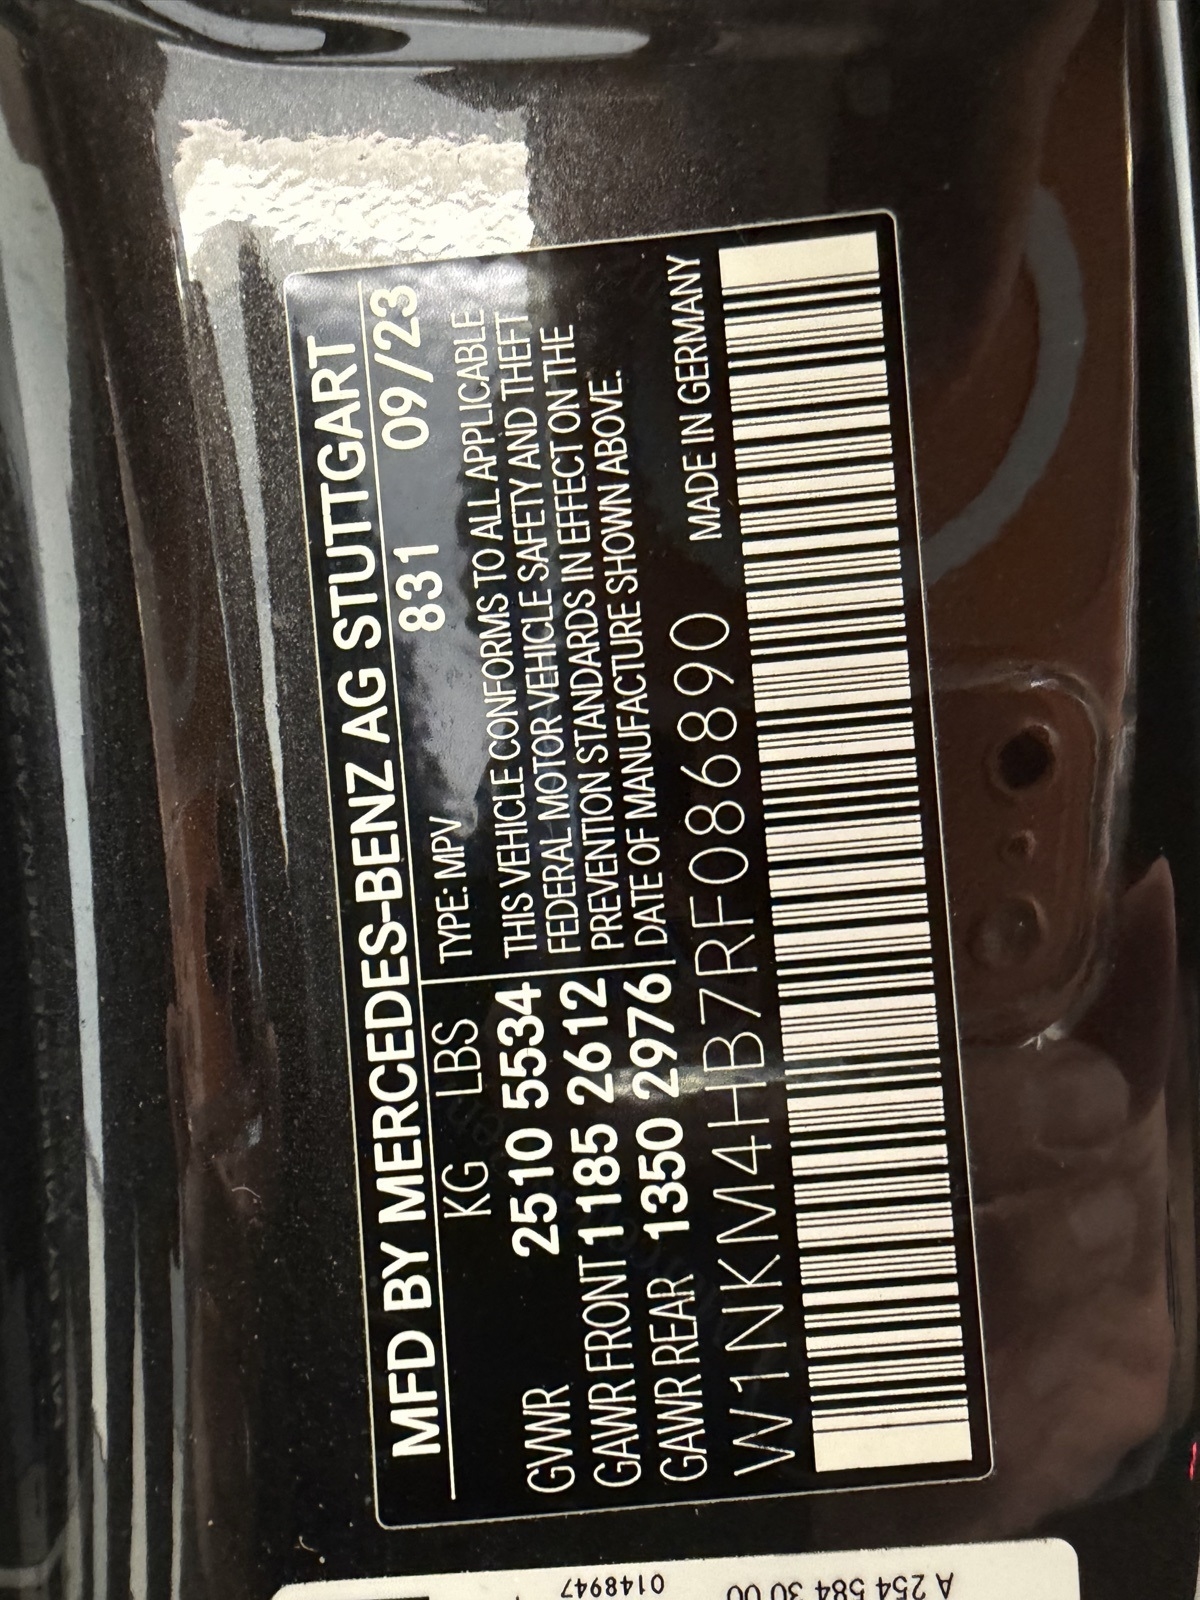 MFD BY MERCEDES-BENZ AG STUTTGART
KG LBS TYPE: MPV 831 09/23
GVWR 2510 5534
GAWR FRONT 1185 2612
GAWR REAR 1350 2976
THIS VEHICLE CONFORMS TO ALL APPLICABLE
FEDERAL MOTOR VEHICLE SAFETY AND THEFT
PREVENTION STANDARDS IN EFFECT ON THE
DATE OF MANUFACTURE SHOWN ABOVE.
MADE IN GERMANY
W1NKM4HB7RF086890
A 254 584 30 00
0148947